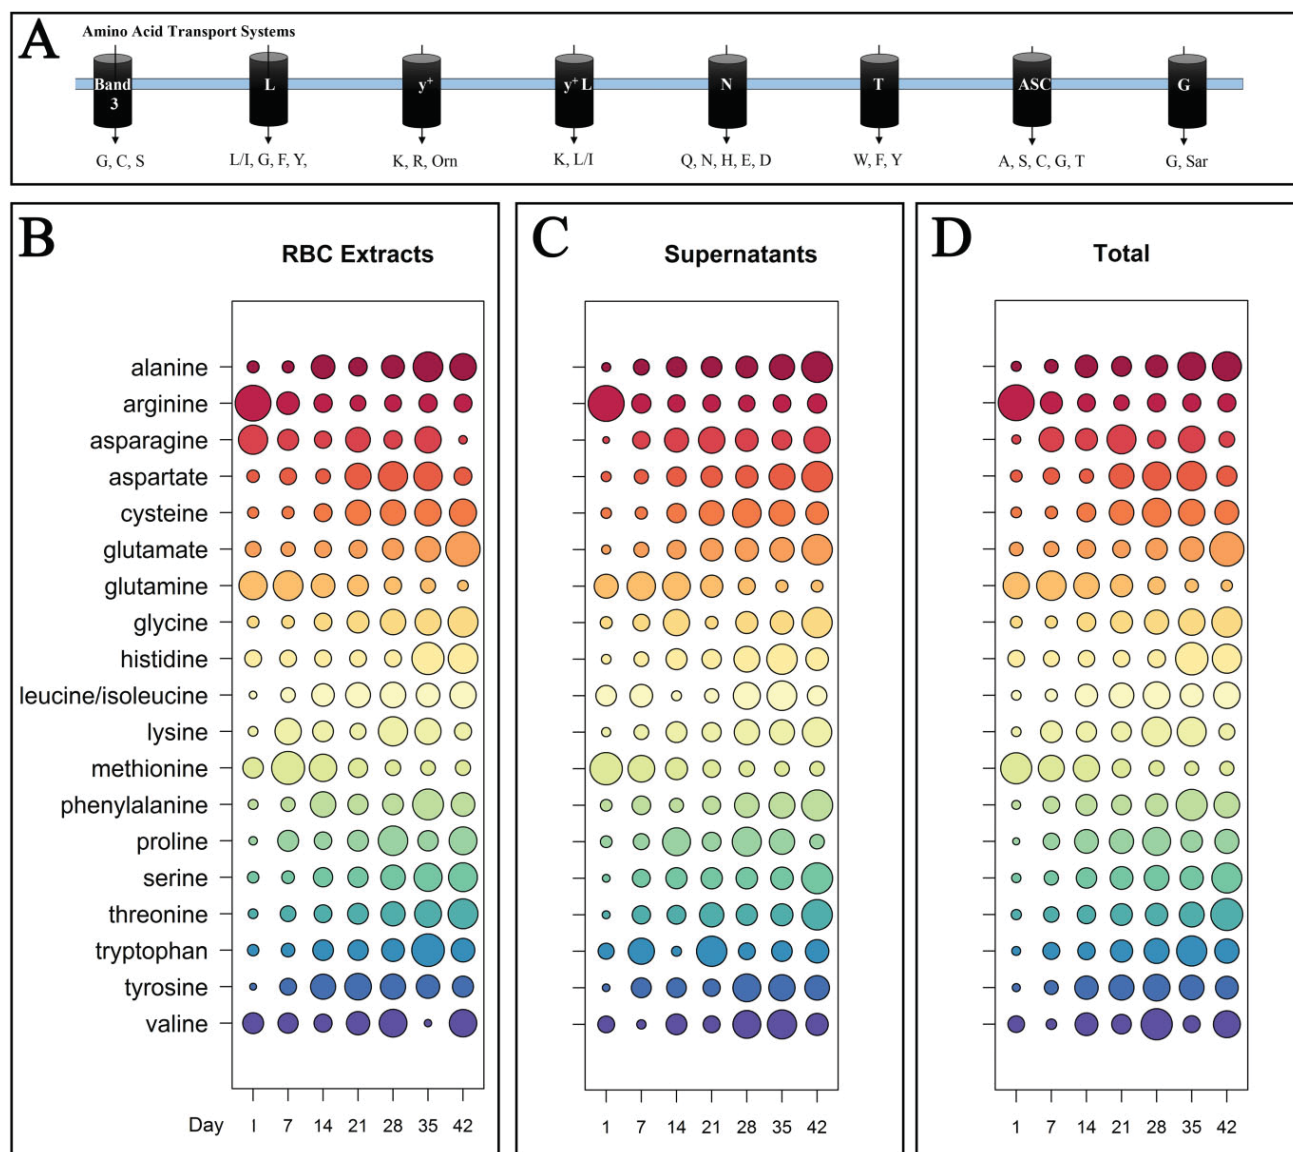 A
Amino Acid Transport Systems
Band 3 L y⁺ y⁺ L N T ASC G
G, C, S L/I, G, F, Y, K, R, Orn K, L/I Q, N, H, E, D W, F, Y A, S, C, G, T G, Sar
B
RBC Extracts
alanine
arginine
asparagine
aspartate
cysteine
glutamate
glutamine
glycine
histidine
leucine/isoleucine
lysine
methionine
phenylalanine
proline
serine
threonine
tryptophan
tyrosine
valine
Day 1 7 14 21 28 35 42
C
Supernatants
1 7 14 21 28 35 42
D
Total
1 7 14 21 28 35 42